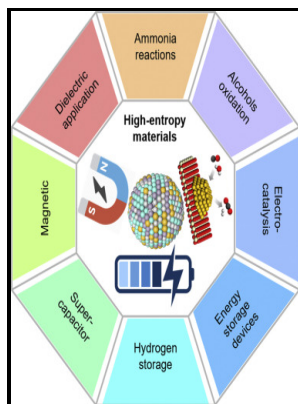 Ammonia
reactions
Alcohols
oxidation
Electro-
catalysis
Energy
storage
devices
Hydrogen
storage
Super-
capacitor
Magnetic
Dielectric
application
High-entropy
materials
N
S